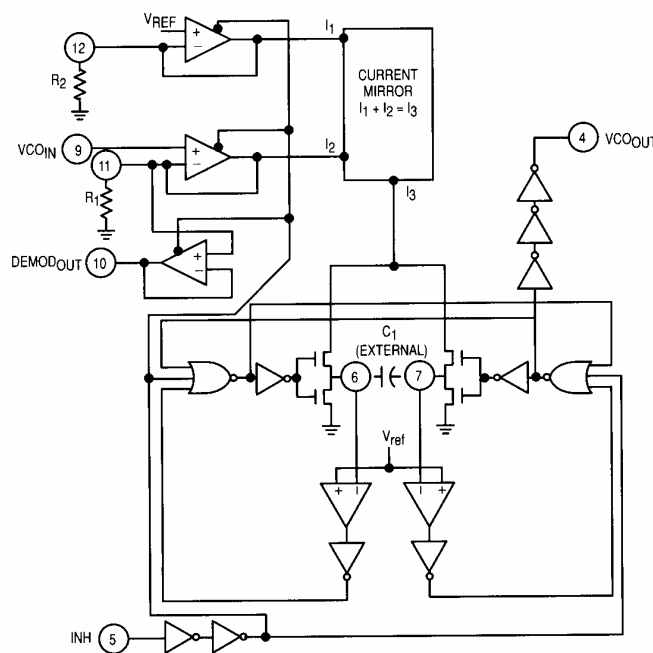 VREF
12
+
−
I1
R2
CURRENT
MIRROR
I1 + I2 = I3
VCOIN
9
11
+
−
I2
R1
4
VCOOUT
I3
DEMODOUT
10
+
−
C1
(EXTERNAL)
6
7
Vref
+
−
−
+
INH
5